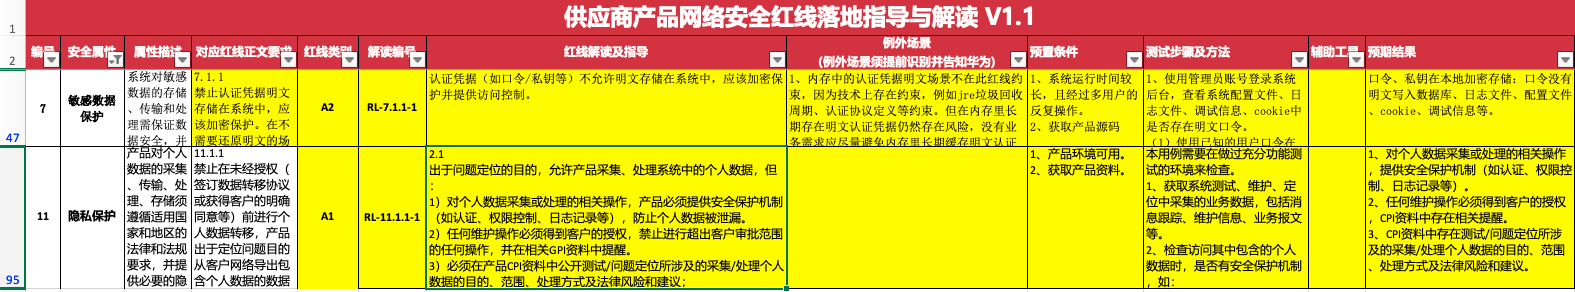 1
供应商产品网络安全红线落地指导与解读 V1.1
2
编号 安全属性 属性描述 对应红线正文要求 红线类别 解读编号 红线解读及指导 例外场景 预置条件 测试步骤及方法 辅助工具 预期结果
(例外场景须提前识别并告知华为)
47
7
敏感数据
保护
系统对敏感
数据的存储
、传输和处
理需保证数
据安全，并
7.1.1
禁止认证凭据明文
存储在系统中，应
该加密保护。在不
需要还原明文的场
A2
RL-7.1.1-1
认证凭据（如口令/私钥等）不允许明文存储在系统中，应该加密保
护并提供访问控制。
1、内存中的认证凭据明文场景不在此红线约
束，因为技术上存在约束，例如jre垃圾回收
周期、认证协议定义等约束。但在内存里长
期存在明文认证凭据仍然存在风险，没有业
务需求应尽量避免内存里长期缓存明文认证
1、系统运行时间较
长，且经过多用户的
反复操作。
2、获取产品源码
1、使用管理员账号登录系统
后台，查看系统配置文件、日
志文件、调试信息、cookie中
是否存在明文口令。
（1）使用已知的用户口令在
口令、私钥在本地加密存储；口令没有
明文写入数据库、日志文件、配置文件
、cookie、调试信息等。
95
11
隐私保护
产品对个人
数据的采集
、传输、处
理、存储须
遵循适用国
家和地区的
法律和法规
要求，并提
供必要的隐
11.1.1
禁止在未经授权（
签订数据转移协议
或获得客户的明确
同意等）前进行个
人数据转移，产品
出于定位问题目的
从客户网络导出包
含个人数据的数据
A1
RL-11.1.1-1
2.1
出于问题定位的目的，允许产品采集、处理系统中的个人数据，但
：
1）对个人数据采集或处理的相关操作，产品必须提供安全保护机制
（如认证、权限控制、日志记录等），防止个人数据被泄漏。
2）任何维护操作必须得到客户的授权，禁止进行超出客户审批范围
的任何操作，并在相关GPI资料中提醒。
3）必须在产品CPI资料中公开测试/问题定位所涉及的采集/处理个人
数据的目的、范围、处理方式及法律风险和建议；
1、产品环境可用。
2、获取产品资料。
本用例需要在做过充分功能测
试的环境来检查。
1、获取系统测试、维护、定
位中采集的业务数据，包括消
息跟踪、维护信息、业务报文
等。
2、检查访问其中包含的个人
数据时，是否有安全保护机制
，如：
1、对个人数据采集或处理的相关操作
，提供安全保护机制（如认证、权限控
制、日志记录等）。
2、任何维护操作必须得到客户的授权
，CPI资料中存在相关提醒。
3、CPI资料中存在测试/问题定位所涉
及的采集/处理个人数据的目的、范围
、处理方式及法律风险和建议。